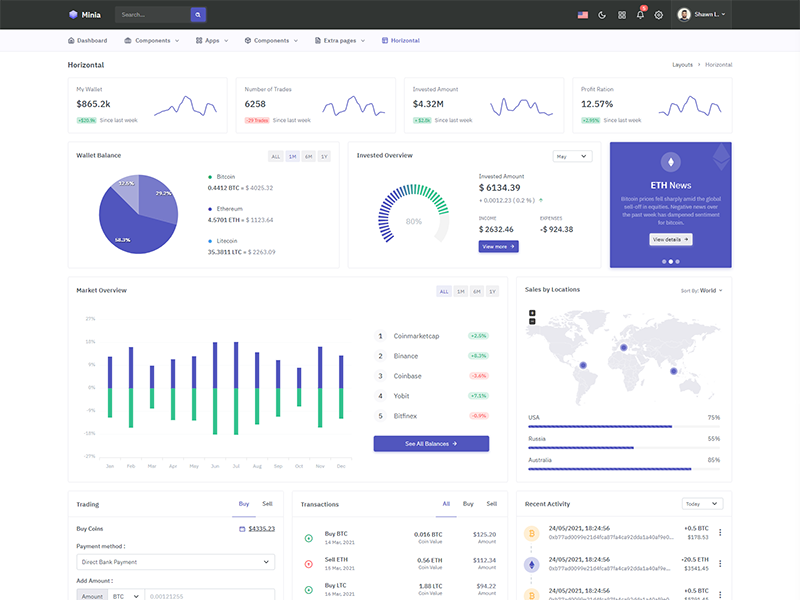 Minia
Search...
5
Shawn L.
Dashboard
Components
Apps
Components
Extra pages
Horizontal
Horizontal
Layouts > Horizontal
My Wallet
$865.2k
+$20.9k Since last week
Number of Trades
6258
-29 Trades Since last week
Invested Amount
$4.32M
+ $2.8k Since last week
Profit Ration
12.57%
+2.95% Since last week
Wallet Balance
ALL 1M 6M 1Y
12.6%
29.2%
58.3%
Bitcoin
0.4412 BTC = $ 4025.32
Ethereum
4.5701 ETH = $ 1123.64
Litecoin
35.3811 LTC = $ 2263.09
Invested Overview
May
80%
Invested Amount
$ 6134.39
+ 0.0012.23 ( 0.2 % )
INCOME
$ 2632.46
EXPENSES
-$ 924.38
View more
ETH News
Bitcoin prices fell sharply amid the global
sell-off in equities. Negative news over
the past week has dampened sentiment
for bitcoin.
View details
Market Overview
ALL 1M 6M 1Y
Jan Feb Mar Apr May Jun Jul Aug Sep Oct Nov Dec
1 Coinmarketcap +2.5%
2 Binance +8.3%
3 Coinbase -3.6%
4 Yobit +7.1%
5 Bitfinex -0.9%
See All Balances
Sales by Locations
Sort By: World
+
-
USA 75%
Russia 55%
Australia 85%
Trading
Buy Sell
Buy Coins
$4335.23
Payment method :
Direct Bank Payment
Add Amount :
Amount BTC 0.00121255
Transactions
All Buy Sell
Buy BTC 0.016 BTC $125.20
14 Mar, 2021 Coin Value Amount
Sell ETH 0.56 ETH $112.34
14 Mar, 2021 Coin Value Amount
Buy LTC 1.88 LTC $94.22
14 Mar, 2021 Coin Value Amount
Recent Activity
Today
24/05/2021, 18:24:56 +0.5 BTC
$178.53
24/05/2021, 18:24:56 -20.5 ETH
$3541.45
24/05/2021, 18:24:56 +0.5 BTC